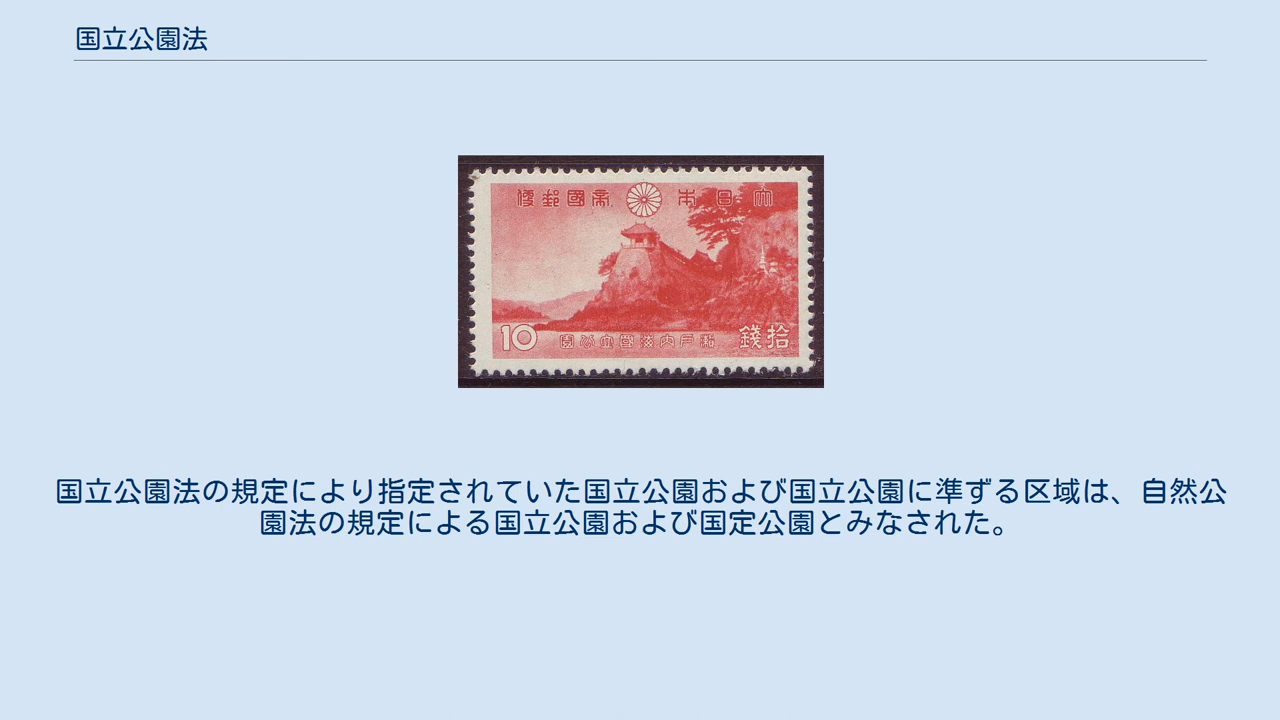 国立公園法
大日本帝國郵便
10
瀬戸内海國立公園
拾錢
国立公園法の規定により指定されていた国立公園および国立公園に準ずる区域は、自然公
園法の規定による国立公園および国定公園とみなされた。